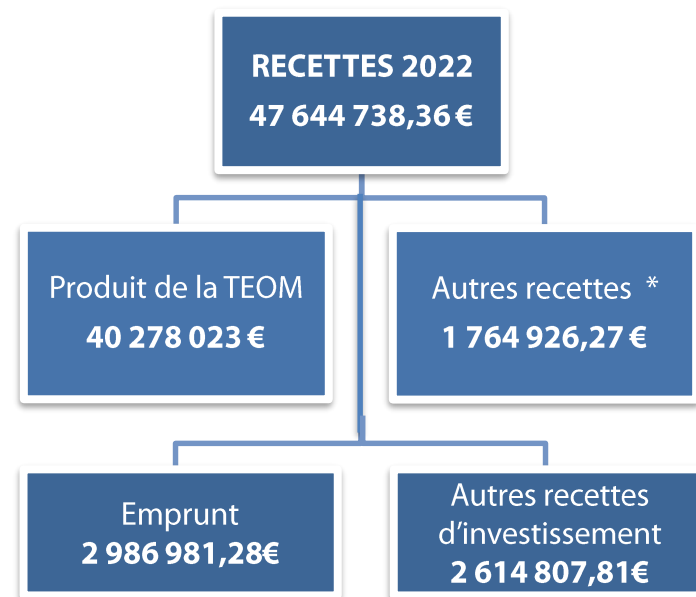 RECETTES 2022
47 644 738,36 €
Produit de la TEOM
40 278 023 €
Autres recettes *
1 764 926,27 €
Emprunt
2 986 981,28€
Autres recettes
d'investissement
2 614 807,81€